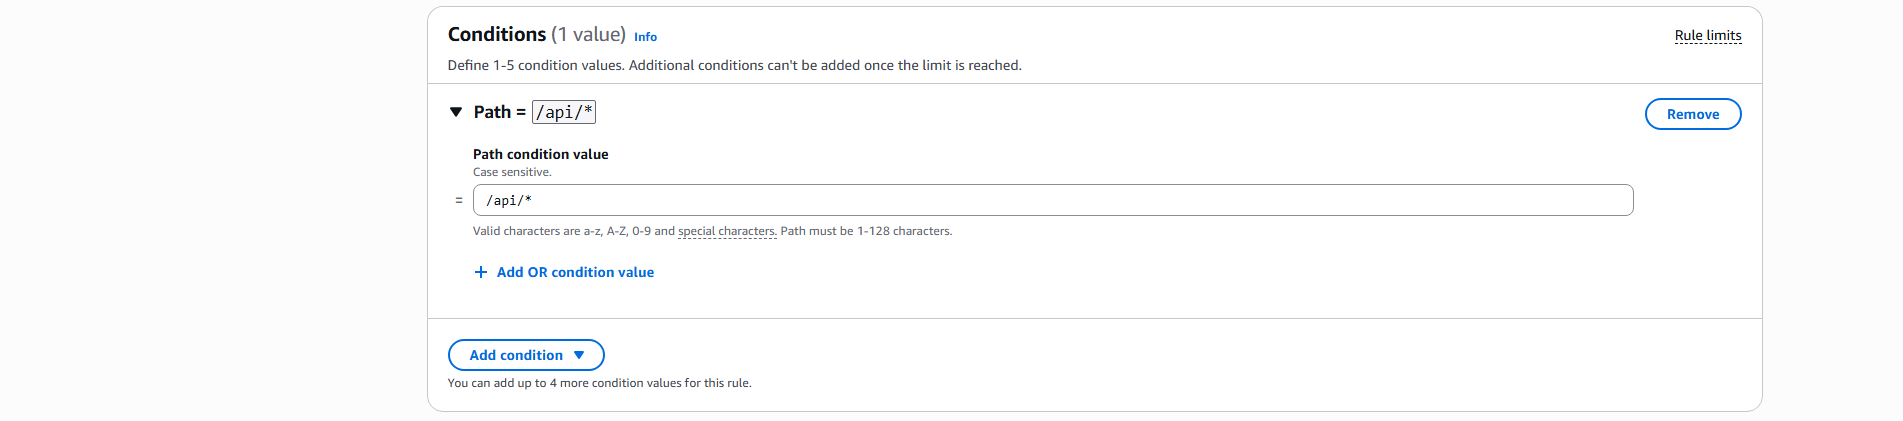 Conditions (1 value) Info
Rule limits
Define 1-5 condition values. Additional conditions can't be added once the limit is reached.
Path = /api/*
Remove
Path condition value
Case sensitive.
= /api/*
Valid characters are a-z, A-Z, 0-9 and special characters. Path must be 1-128 characters.
+ Add OR condition value
Add condition
You can add up to 4 more condition values for this rule.